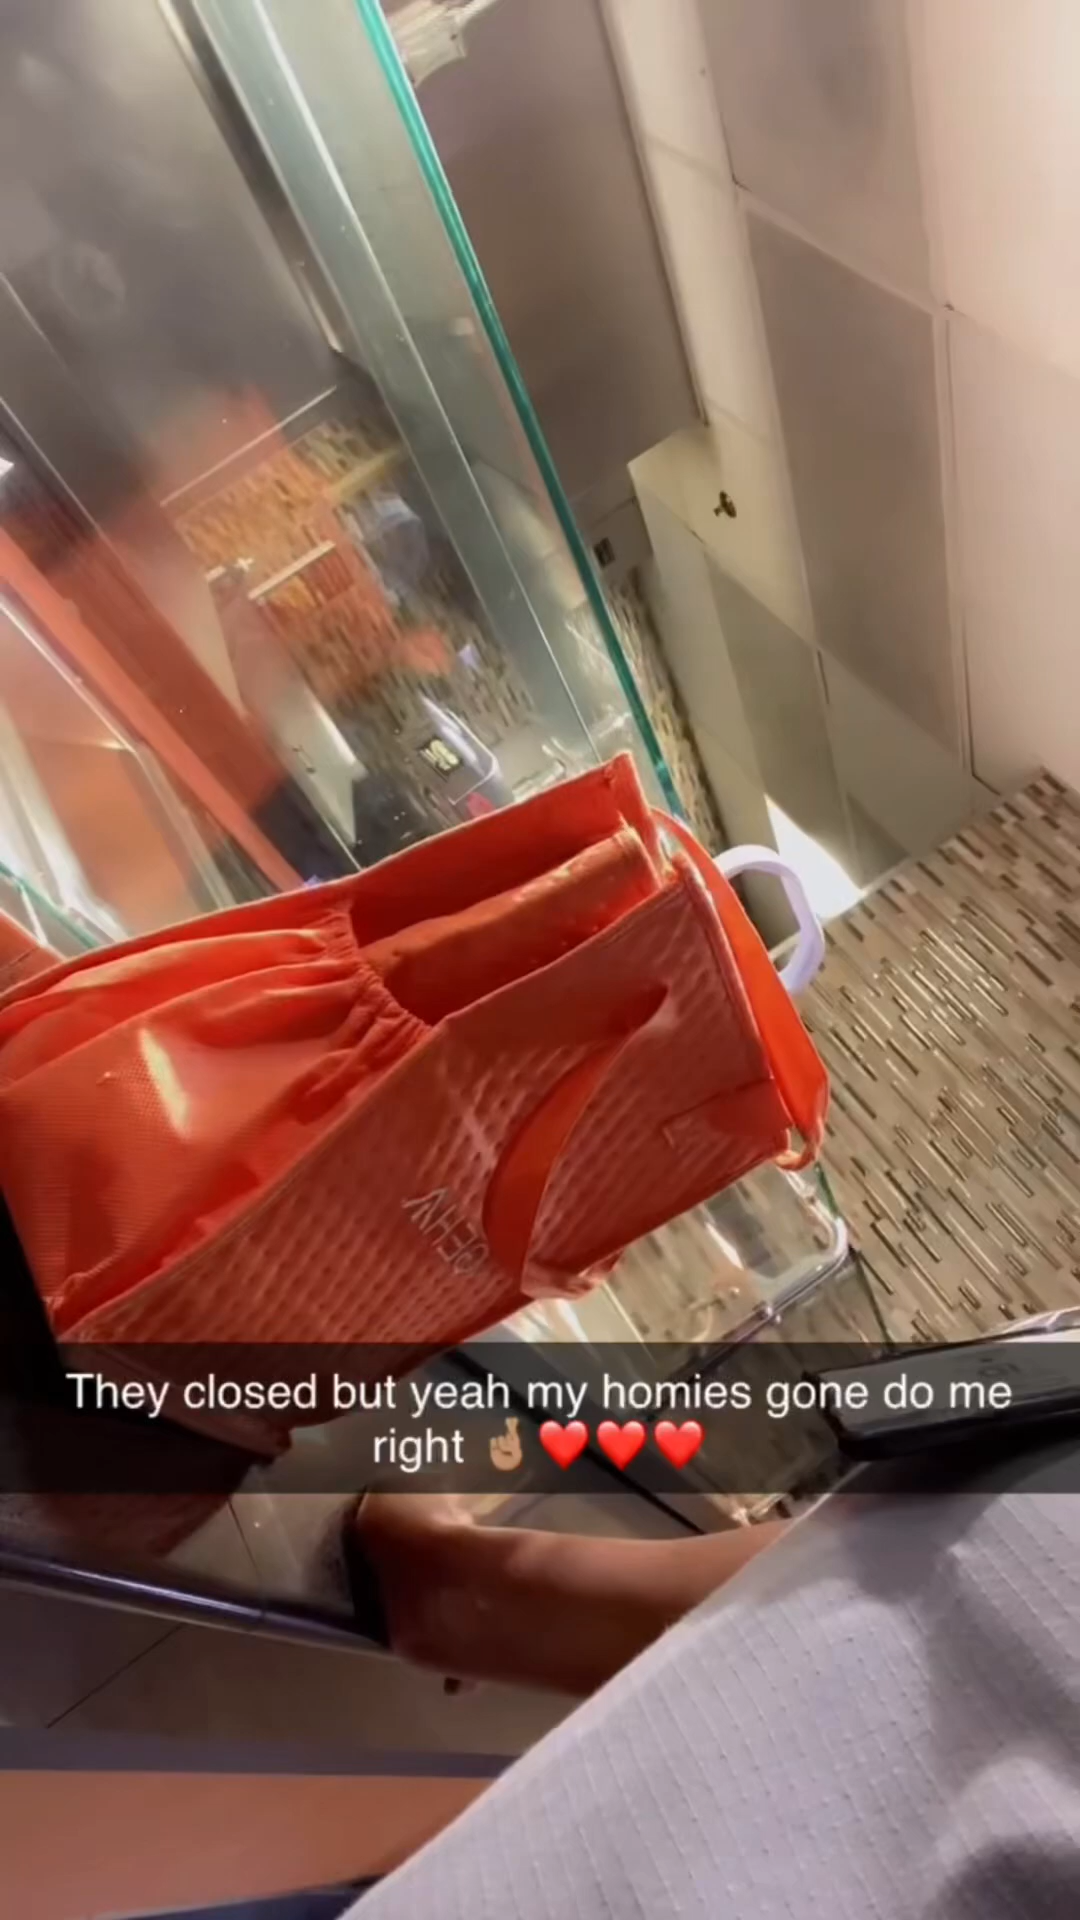 They closed but yeah my homies gone do me
right 🤞🏽❤️❤️❤️